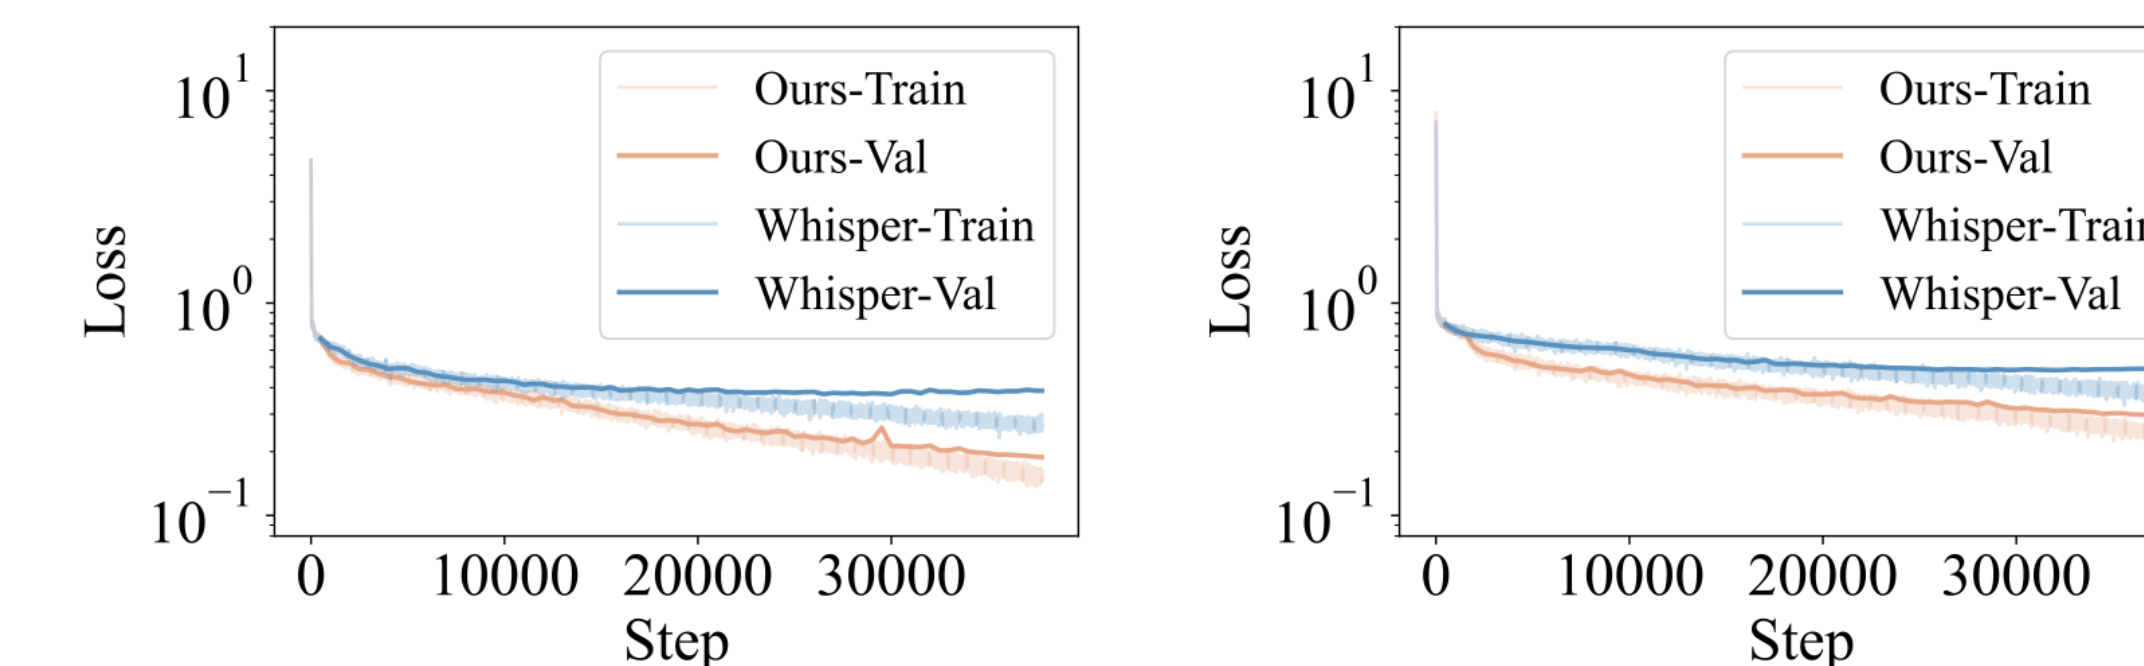 10^1
10^0
10^−1
Loss
Ours-Train
Ours-Val
Whisper-Train
Whisper-Val
0 10000 20000 30000
Step
10^1
10^0
10^−1
Loss
Ours-Train
Ours-Val
Whisper-Train
Whisper-Val
0 10000 20000 30000
Step